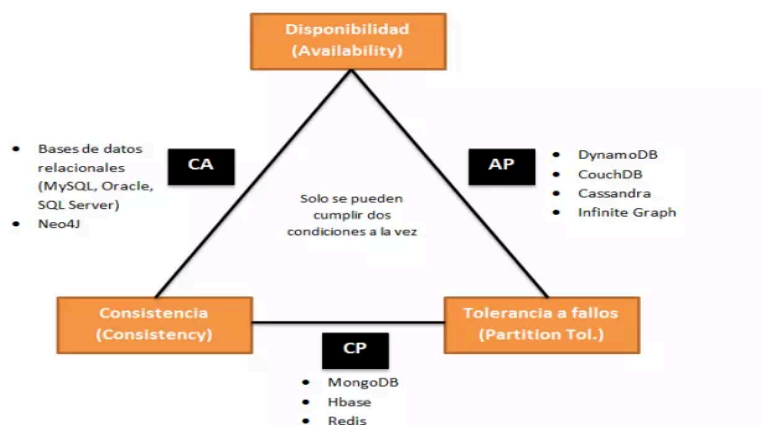 Disponibilidad
(Availability)
• Bases de datos
relacionales
(MySQL, Oracle,
SQL Server)
• Neo4J
CA
Solo se pueden
cumplir dos
condiciones a la vez
AP
• DynamoDB
• CouchDB
• Cassandra
• Infinite Graph
Consistencia
(Consistency)
Tolerancia a fallos
(Partition Tol.)
CP
• MongoDB
• Hbase
• Redis